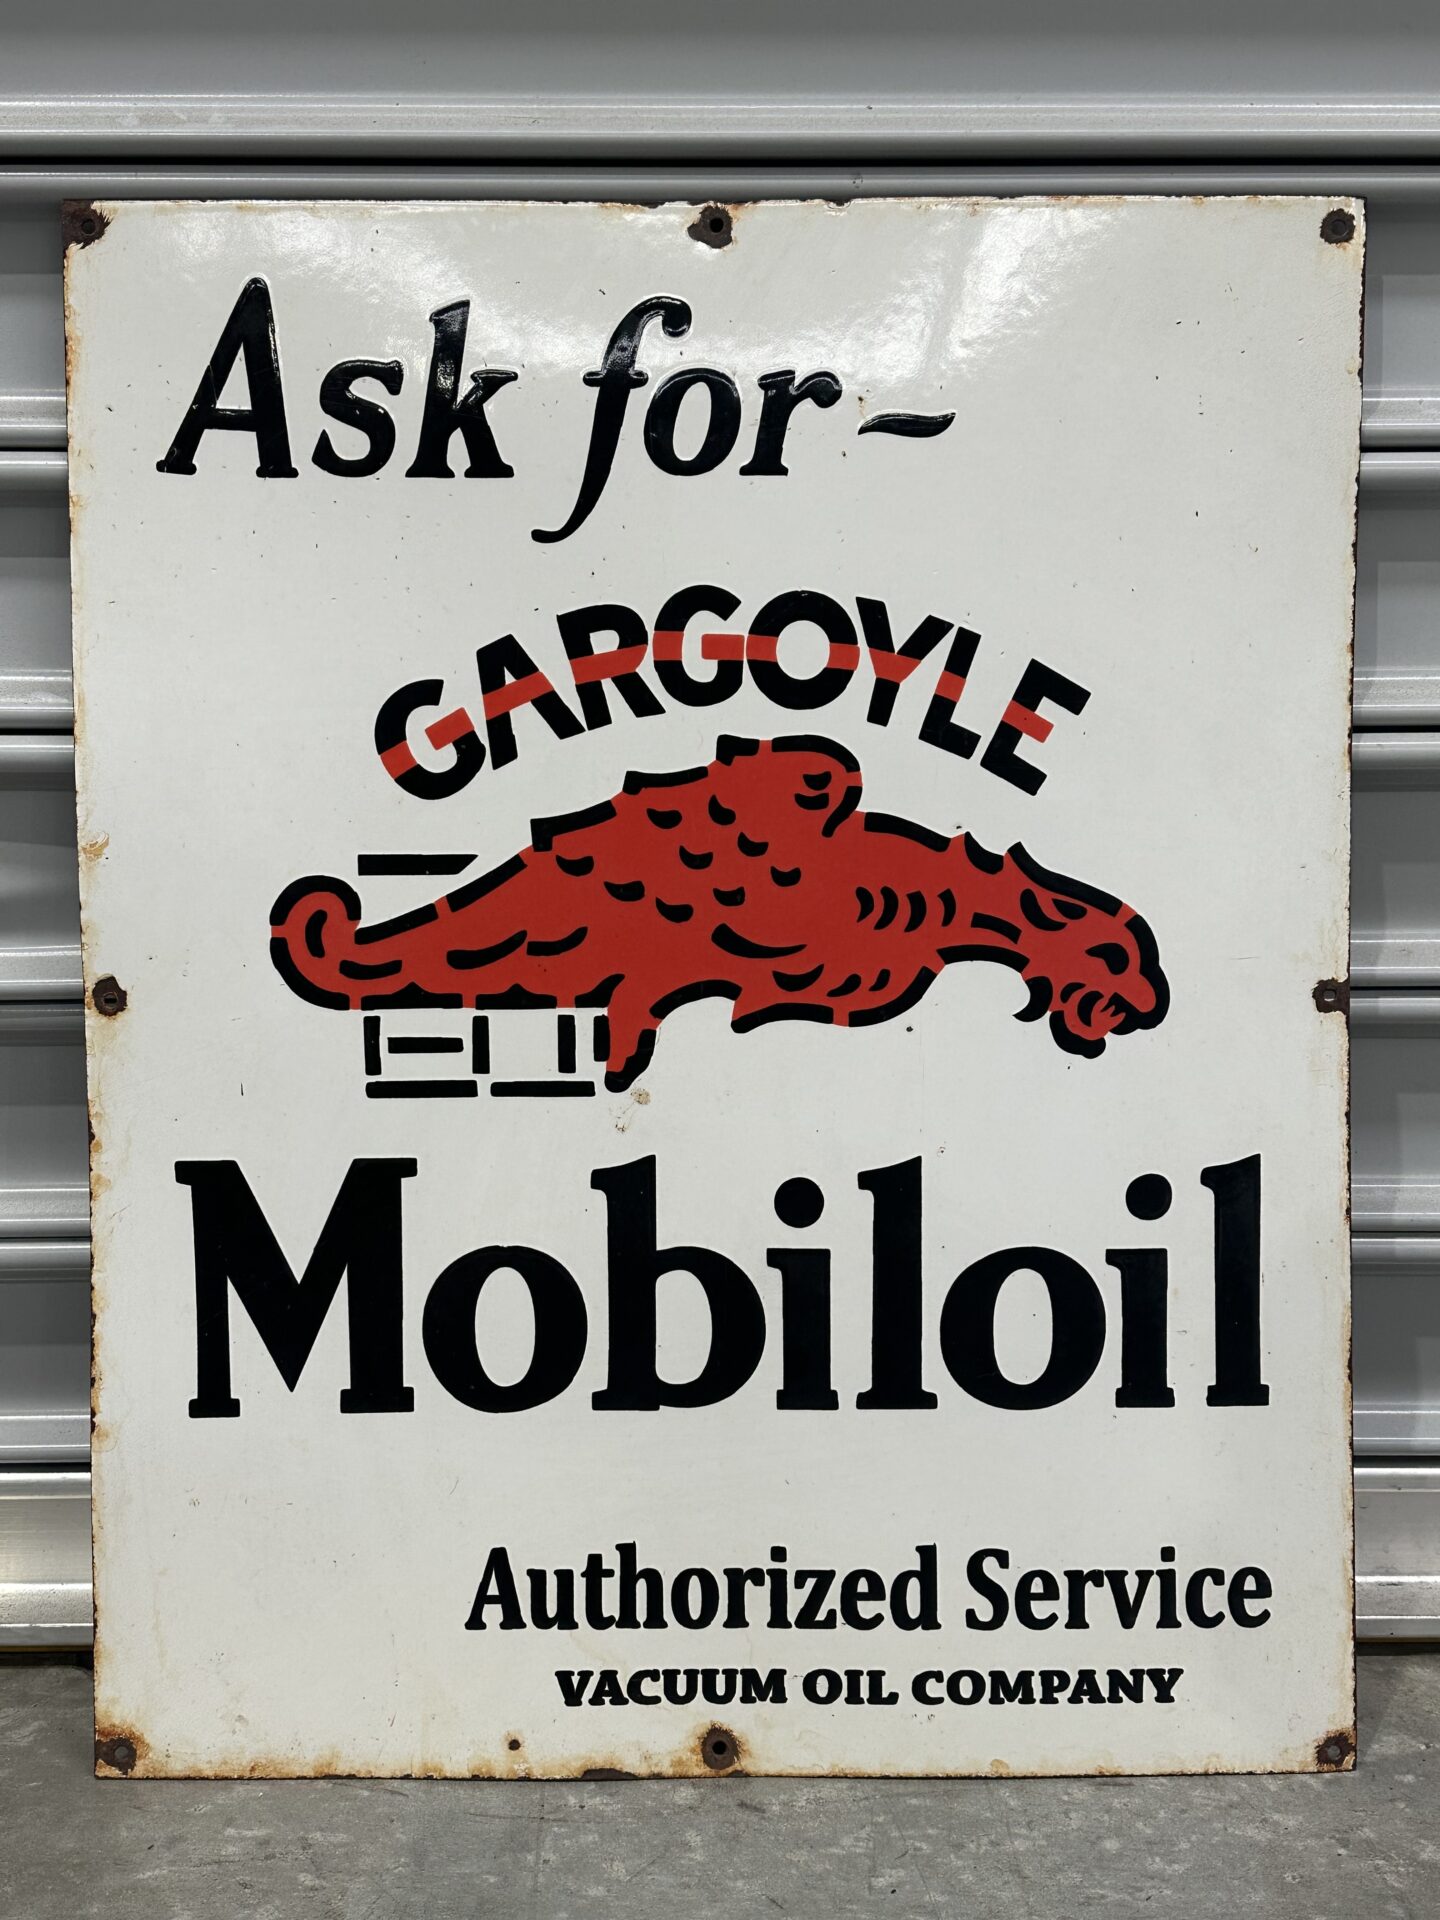 Ask for ~
GARGOYLE
Mobiloil
Authorized Service
VACUUM OIL COMPANY